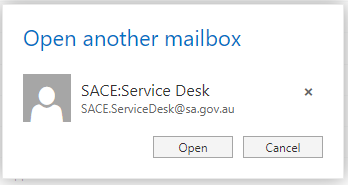 Open another mailbox
SACE:Service Desk
SACE.ServiceDesk@sa.gov.au
Open Cancel